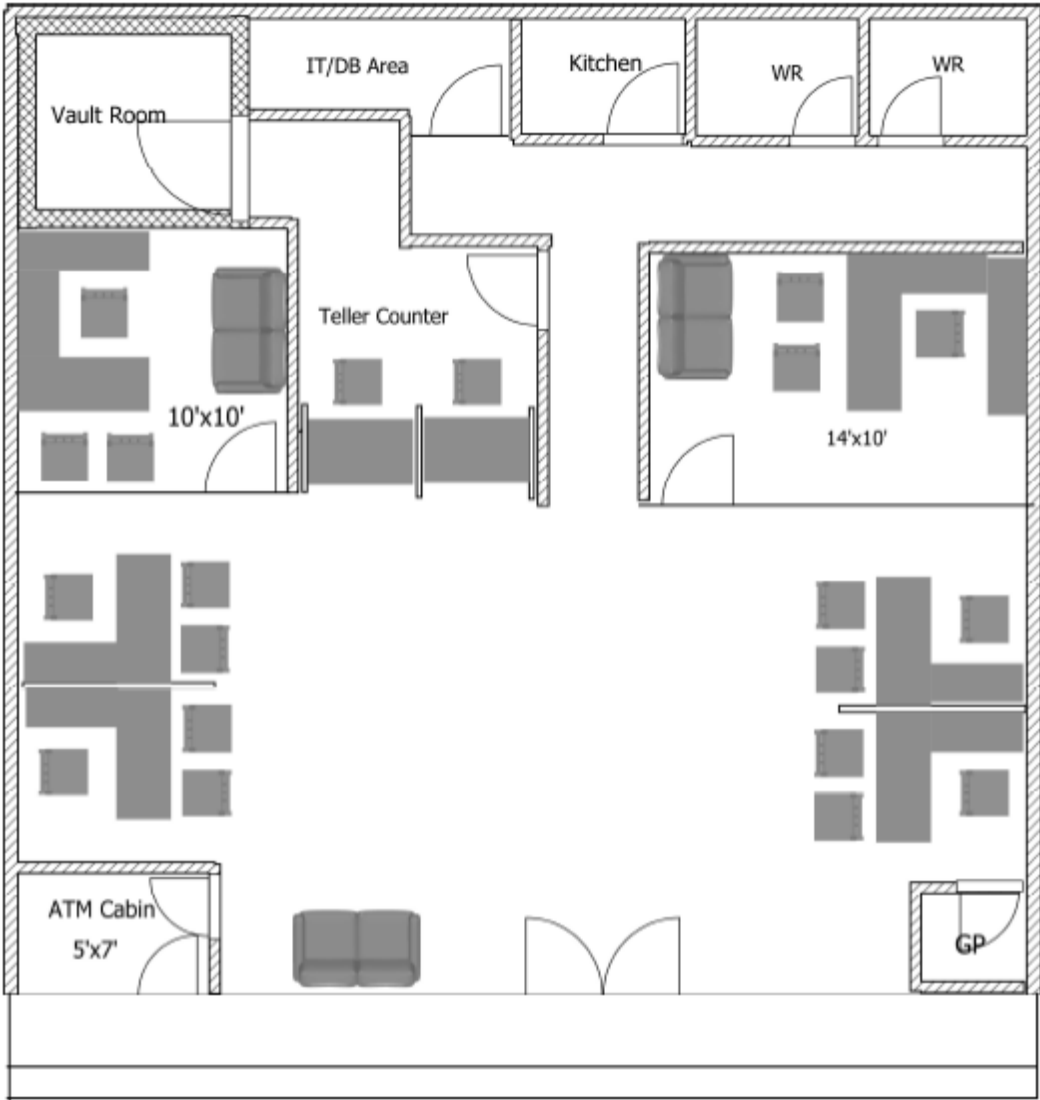 IT/DB Area
Kitchen
WR
WR
Vault Room
Teller Counter
10'x10'
14'x10'
ATM Cabin
5'x7'
GP